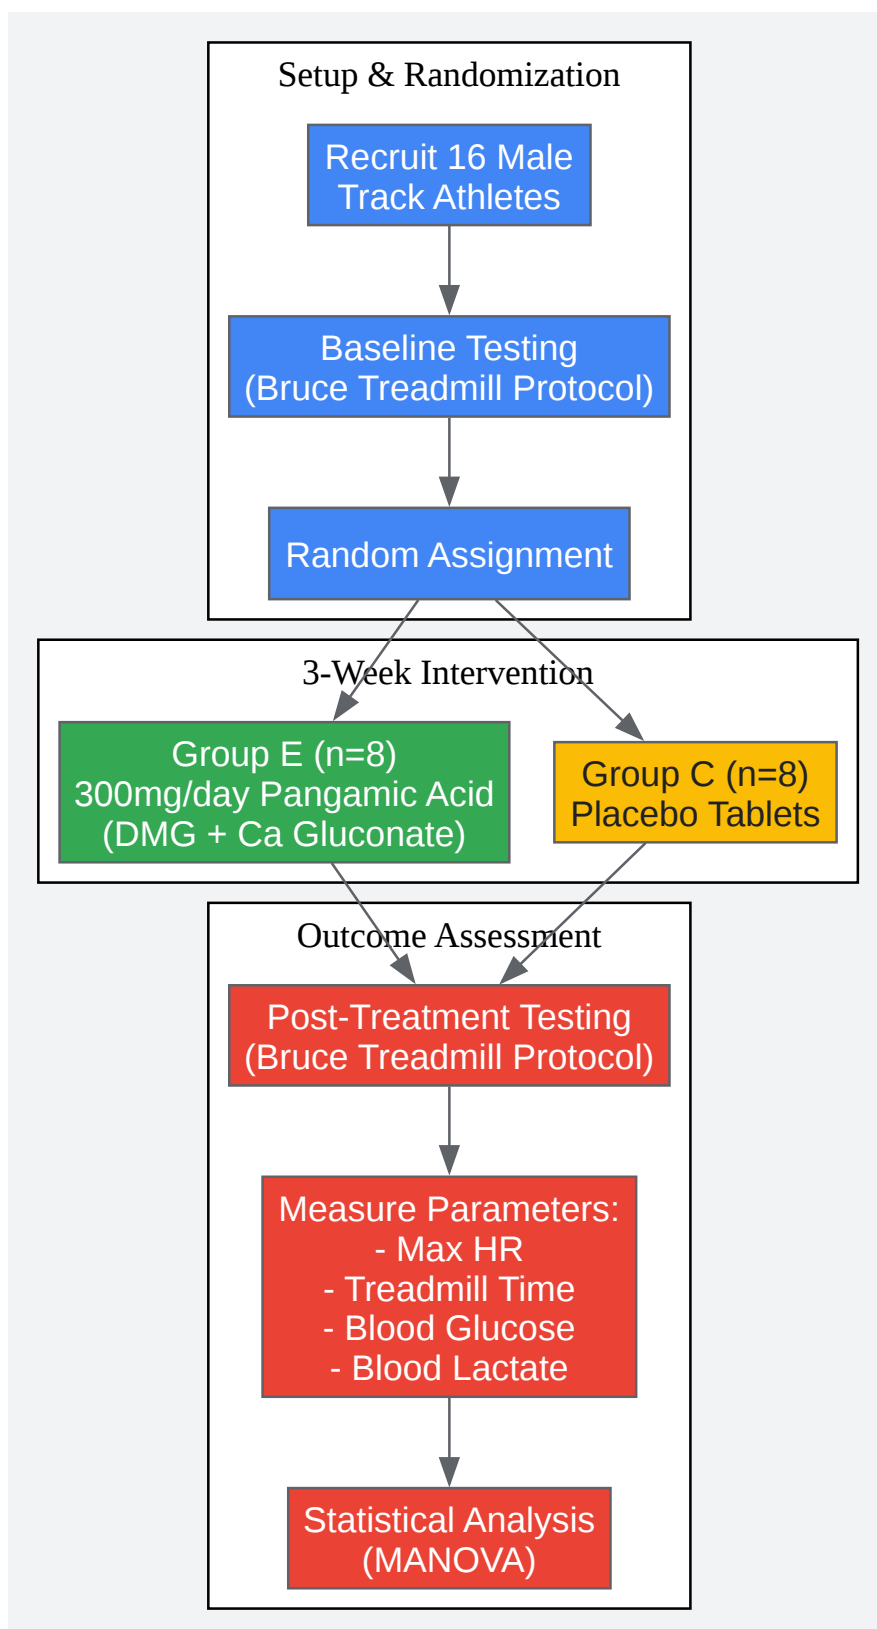 Setup & Randomization
Recruit 16 Male
Track Athletes
Baseline Testing
(Bruce Treadmill Protocol)
Random Assignment
3-Week Intervention
Group E (n=8)
300mg/day Pangamic Acid
(DMG + Ca Gluconate)
Group C (n=8)
Placebo Tablets
Outcome Assessment
Post-Treatment Testing
(Bruce Treadmill Protocol)
Measure Parameters:
- Max HR
- Treadmill Time
- Blood Glucose
- Blood Lactate
Statistical Analysis
(MANOVA)